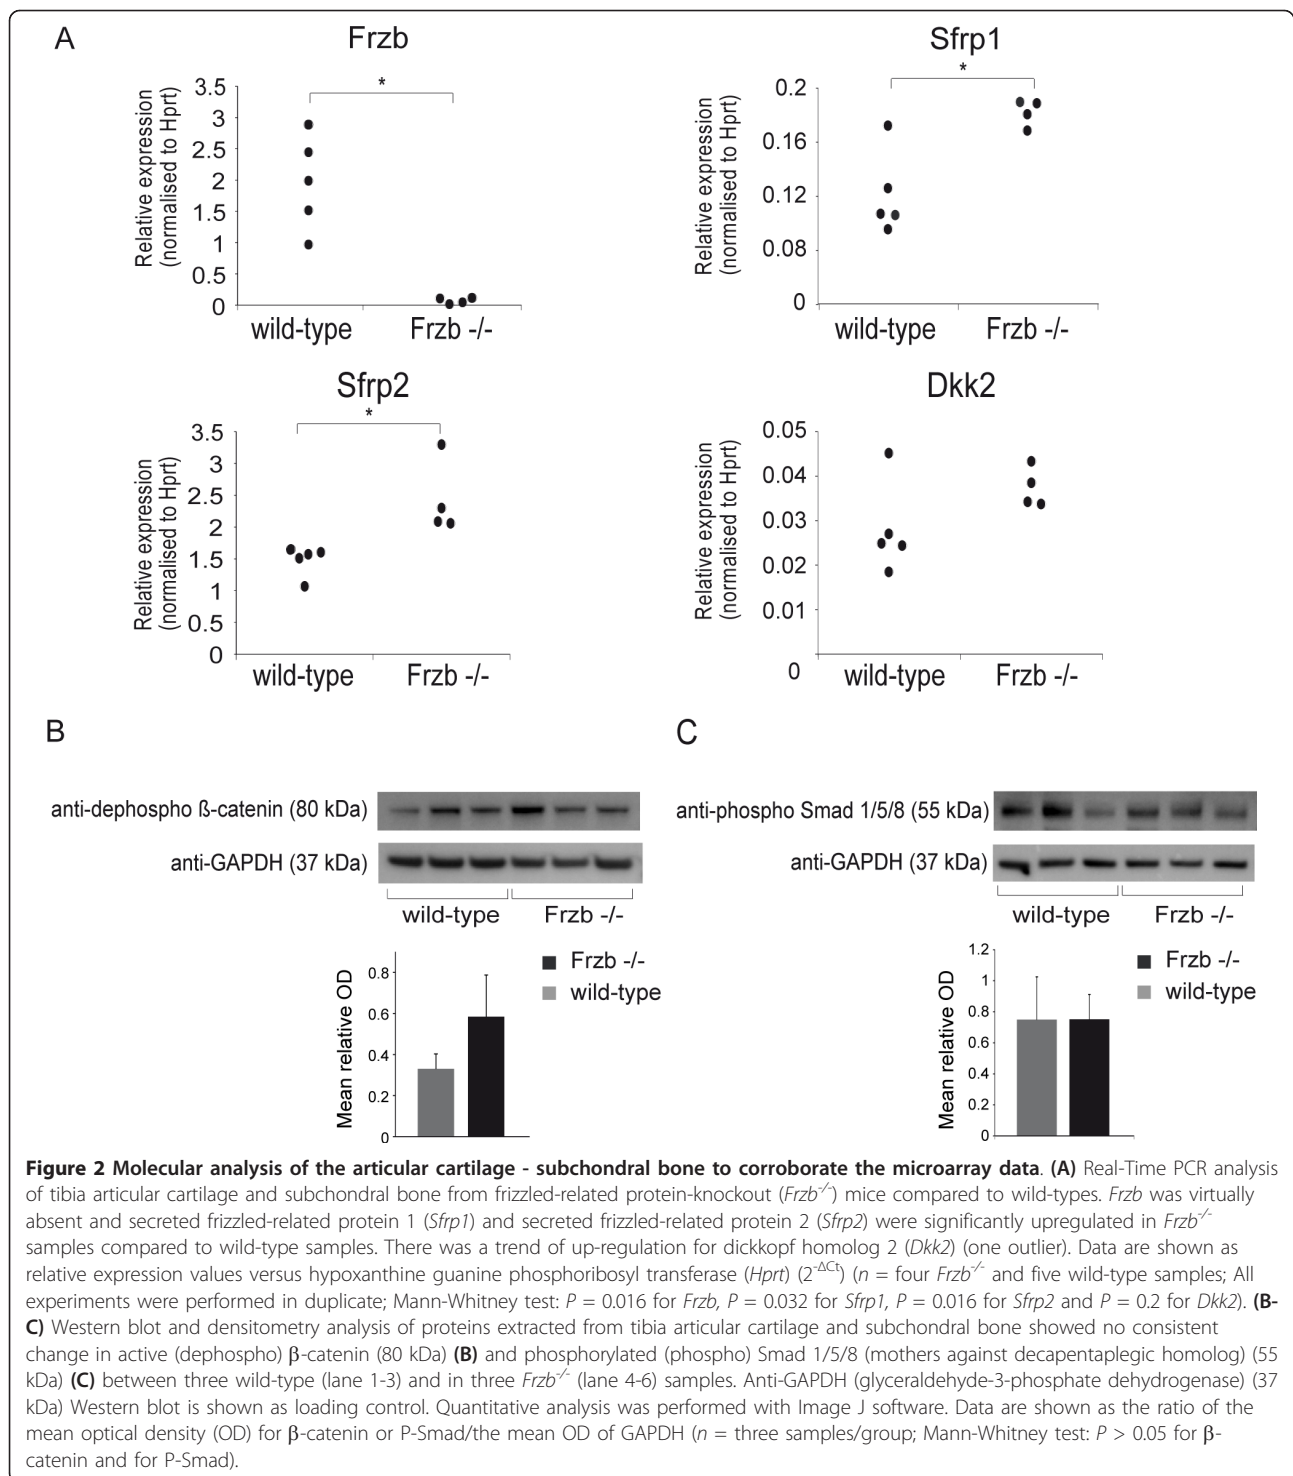 A
Frzb
*
Relative expression
(normalised to Hprt)
3.5
3
2.5
2
1.5
1
0.5
0
wild-type Frzb -/-
Sfrp1
*
Relative expression
(normalised to Hprt)
0.2
0.16
0.12
0.08
0
wild-type Frzb -/-
Sfrp2
*
Relative expression
(normalised to Hprt)
3.5
3
2.5
2
1.5
1
0.5
0
wild-type Frzb -/-
Dkk2
Relative expression
(normalised to Hprt)
0.05
0.04
0.03
0.02
0.01
0
wild-type Frzb -/-
B
anti-dephospho ß-catenin (80 kDa)
anti-GAPDH (37 kDa)
wild-type Frzb -/-
Mean relative OD
0.8
0.6
0.4
0.2
0
Frzb -/-
wild-type
C
anti-phospho Smad 1/5/8 (55 kDa)
anti-GAPDH (37 kDa)
wild-type Frzb -/-
Mean relative OD
1.2
1
0.8
0.6
0.4
0.2
0
Frzb -/-
wild-type
Figure 2 Molecular analysis of the articular cartilage - subchondral bone to corroborate the microarray data. (A) Real-Time PCR analysis
of tibia articular cartilage and subchondral bone from frizzled-related protein-knockout (Frzb-/-) mice compared to wild-types. Frzb was virtually
absent and secreted frizzled-related protein 1 (Sfrp1) and secreted frizzled-related protein 2 (Sfrp2) were significantly upregulated in Frzb-/-
samples compared to wild-type samples. There was a trend of up-regulation for dickkopf homolog 2 (Dkk2) (one outlier). Data are shown as
relative expression values versus hypoxanthine guanine phosphoribosyl transferase (Hprt) (2-ΔCt) (n = four Frzb-/- and five wild-type samples; All
experiments were performed in duplicate; Mann-Whitney test: P = 0.016 for Frzb, P = 0.032 for Sfrp1, P = 0.016 for Sfrp2 and P = 0.2 for Dkk2). (B-
C) Western blot and densitometry analysis of proteins extracted from tibia articular cartilage and subchondral bone showed no consistent
change in active (dephospho) β-catenin (80 kDa) (B) and phosphorylated (phospho) Smad 1/5/8 (mothers against decapentaplegic homolog) (55
kDa) (C) between three wild-type (lane 1-3) and in three Frzb-/- (lane 4-6) samples. Anti-GAPDH (glyceraldehyde-3-phosphate dehydrogenase) (37
kDa) Western blot is shown as loading control. Quantitative analysis was performed with Image J software. Data are shown as the ratio of the
mean optical density (OD) for β-catenin or P-Smad/the mean OD of GAPDH (n = three samples/group; Mann-Whitney test: P > 0.05 for β-
catenin and for P-Smad).